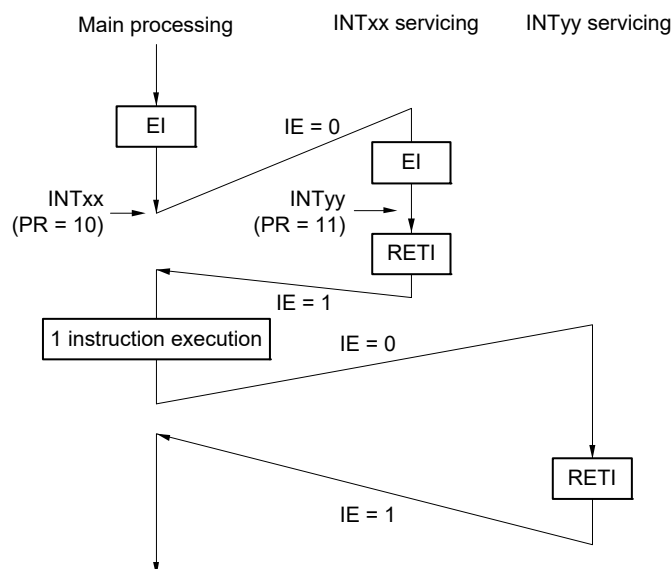 Main processing
INTxx servicing
INTyy servicing
EI
IE = 0
EI
INTxx
(PR = 10)
INTyy
(PR = 11)
RETI
IE = 1
1 instruction execution
IE = 0
RETI
IE = 1